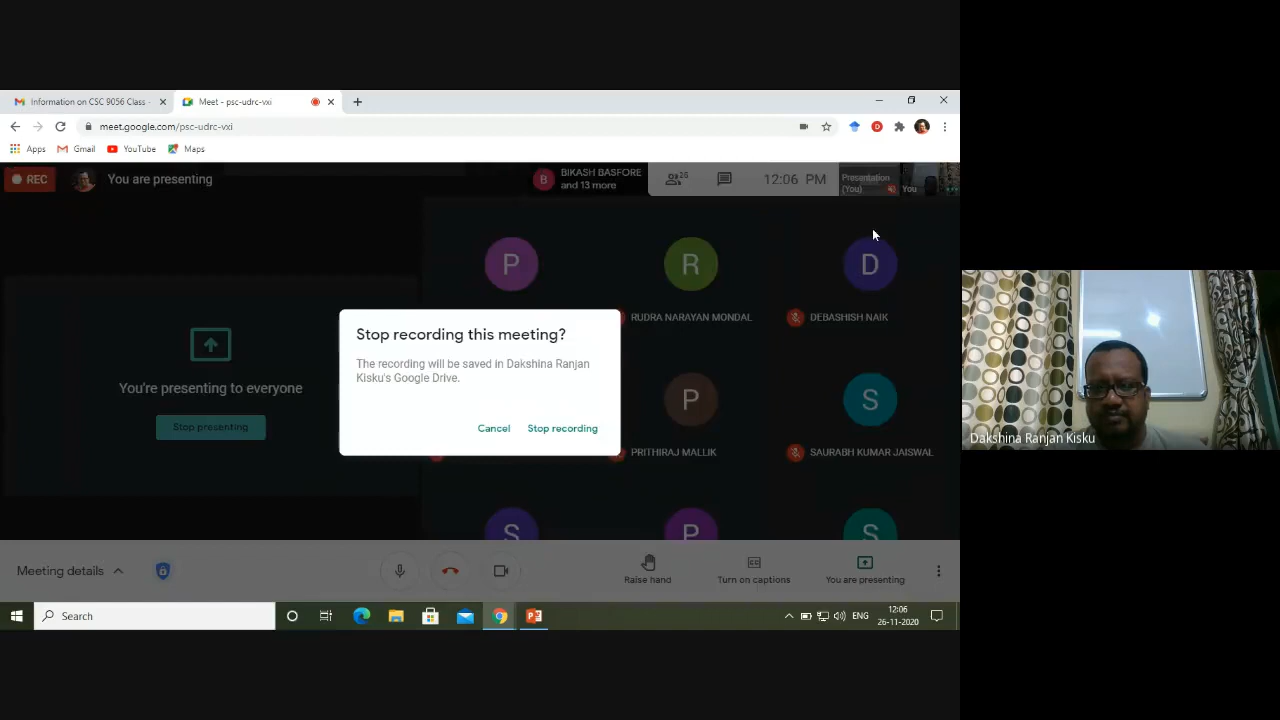 Information on CSC 9056 Class -
Meet - psc-udrc-vxi
meet.google.com/psc-udrc-vxi
Apps Gmail YouTube Maps
REC
You are presenting
B BIKASH BASFORE
and 13 more
26
12:06 PM
Presentation
(You)
You
P R D
RUDRA NARAYAN MONDAL DEBASHISH NAIK
Stop recording this meeting?
The recording will be saved in Dakshina Ranjan
Kisku's Google Drive.
Cancel Stop recording
You're presenting to everyone
Stop presenting
P S
PRITHIRAJ MALLIK SAURABH KUMAR JAISWAL
S P S
Dakshina Ranjan Kisku
Meeting details
Raise hand Turn on captions You are presenting
Search
ENG
12:06
26-11-2020